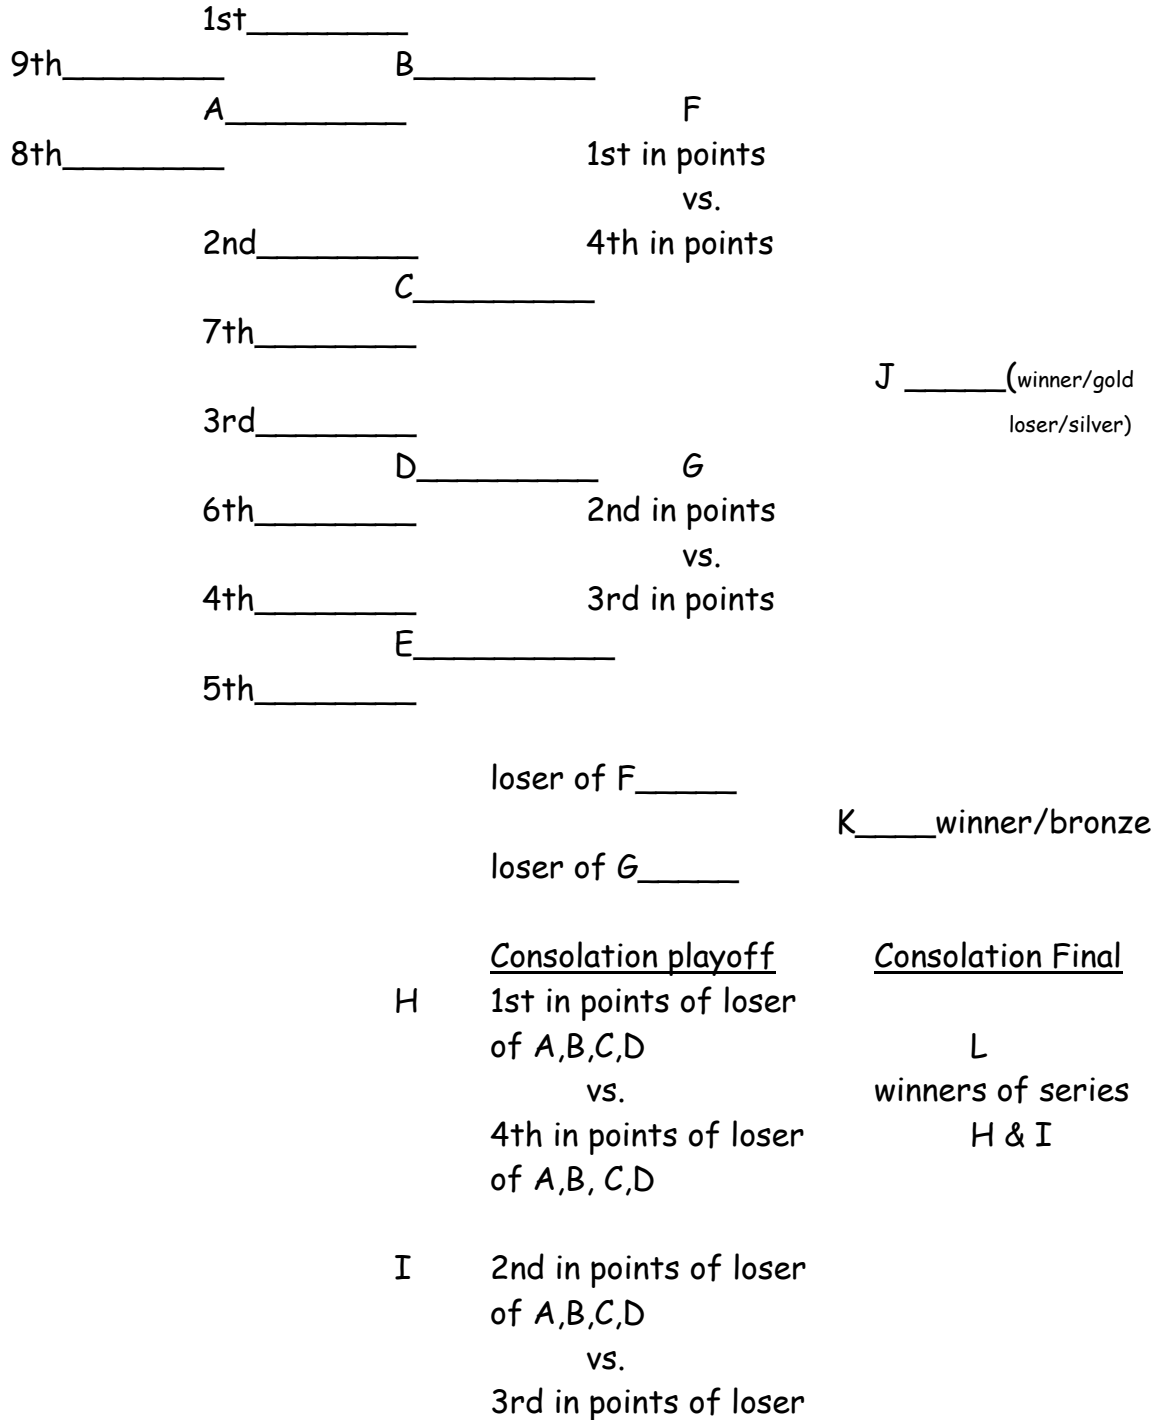 1st________
9th________ B_________
A_________ F
8th________ 1st in points
vs.
2nd________ 4th in points
C_________
7th________
J _____(winner/gold
3rd________ loser/silver)
D_________ G
6th________ 2nd in points
vs.
4th________ 3rd in points
E__________
5th________
loser of F_____
K____winner/bronze
loser of G_____
Consolation playoff Consolation Final
H 1st in points of loser
of A,B,C,D L
vs. winners of series
4th in points of loser H & I
of A,B, C,D
I 2nd in points of loser
of A,B,C,D
vs.
3rd in points of loser